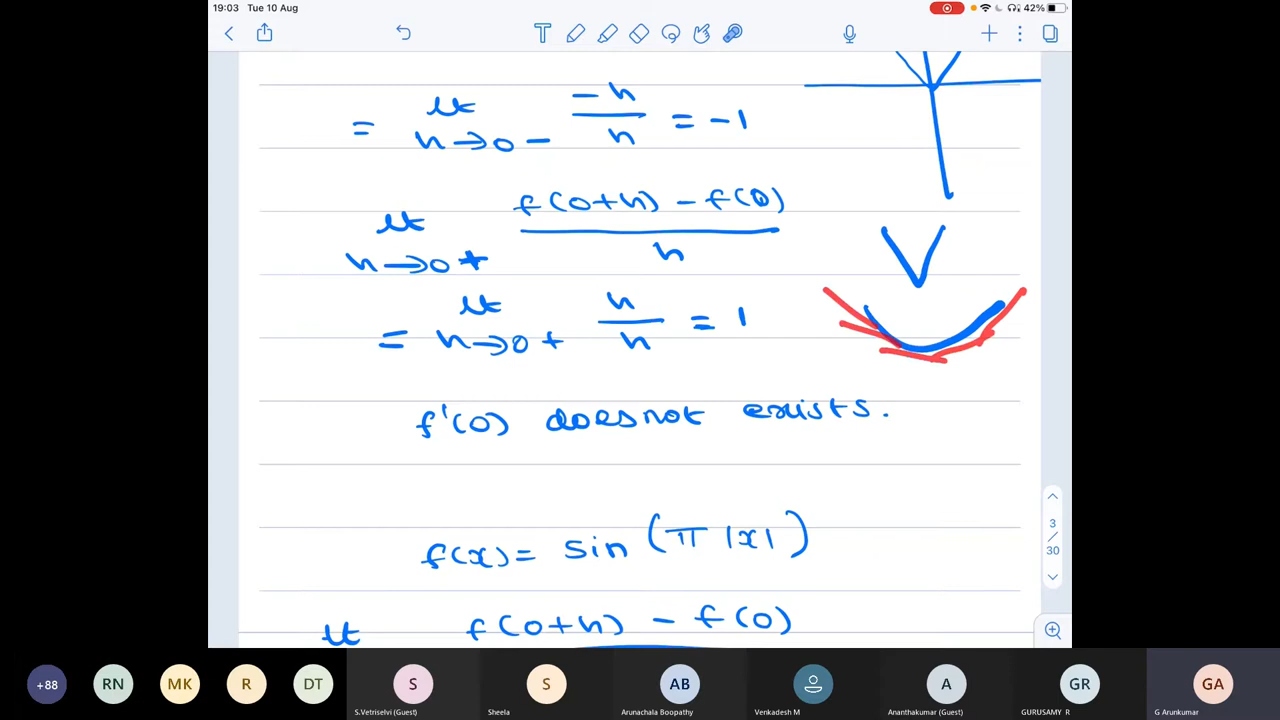 19:03 Tue 10 Aug 42%
= lt h→0− −h/h = −1
lt h→0+ f(0+h) − f(0) / h
= lt h→0+ h/h = 1
f'(0) doesnot exists.
f(x) = sin (π |x|)
lt f(0+h) − f(0)
3
/
30
+88 RN MK R DT S S AB A GR GA
S.Vetriselvi (Guest) Sheela Arunachala Boopathy Venkadesh M Ananthakumar (Guest) GURUSAMY R G Arunkumar